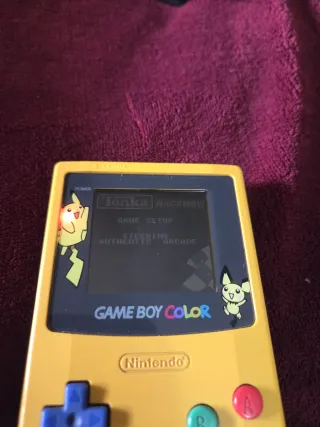 POWER
Tonka RACEWAY
GAME SETUP
STEERING
AUTHENTIC ARCADE
GAME BOY COLOR
Nintendo
B
A